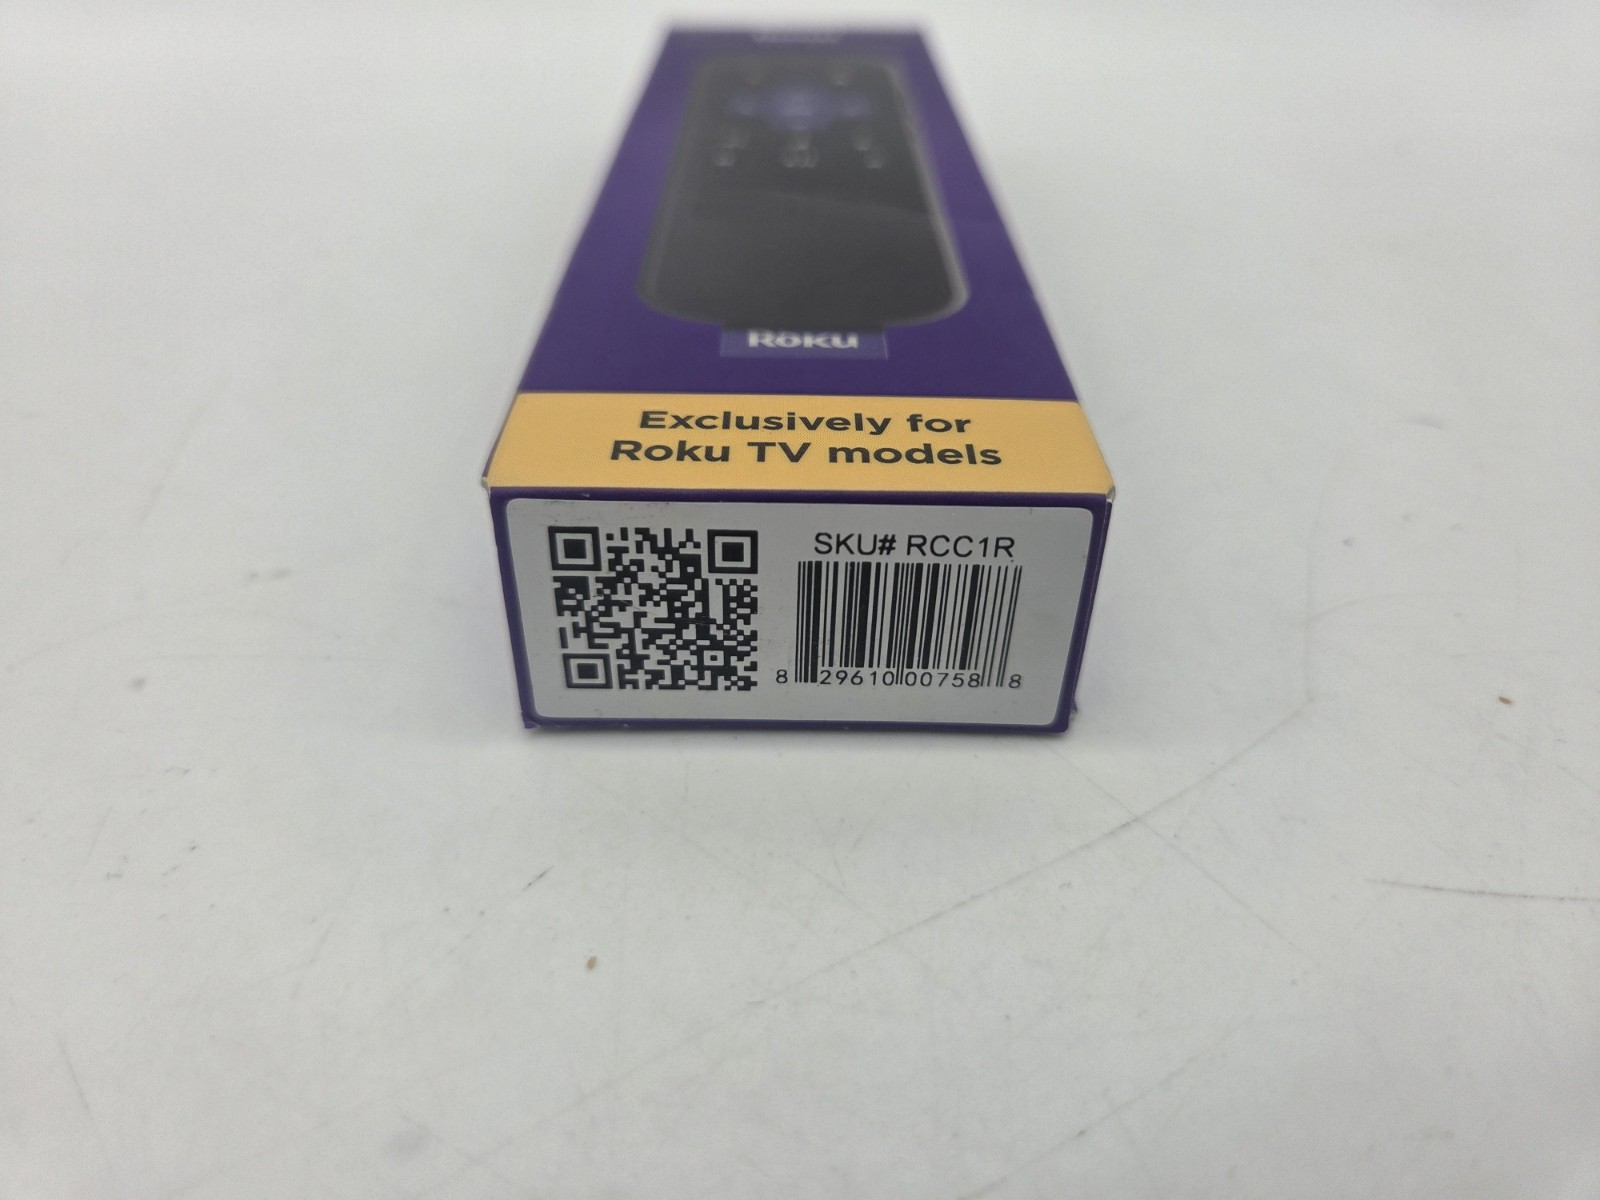 Roku
Exclusively for
Roku TV models
SKU# RCC1R
8 29610 00758 8